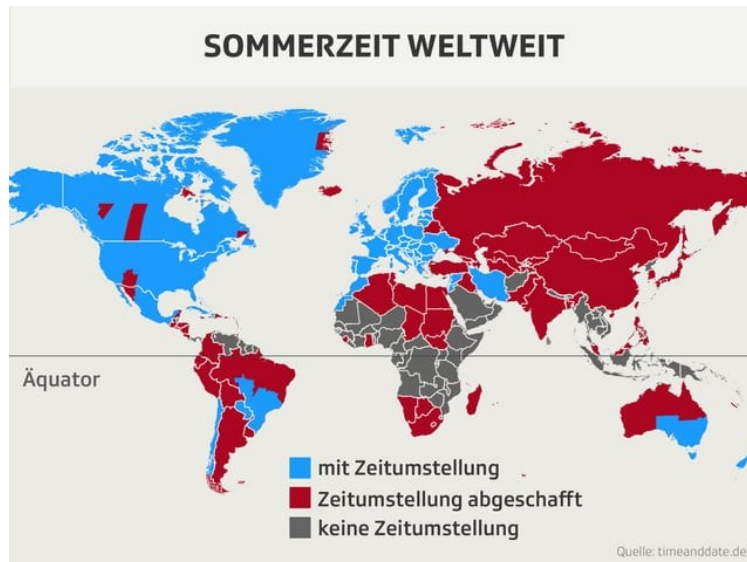 SOMMERZEIT WELTWEIT
Äquator
mit Zeitumstellung
Zeitumstellung abgeschafft
keine Zeitumstellung
Quelle: timeanddate.de